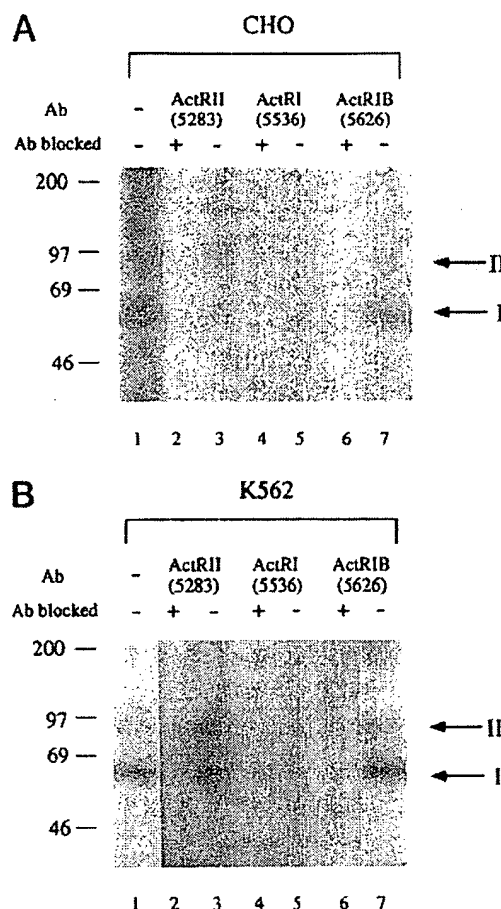 A
CHO
Ab - ActRII ActRI ActRIB
(5283) (5536) (5626)
Ab blocked - + - + - + -
200
97
II
69
I
46
1 2 3 4 5 6 7
B
K562
Ab - ActRII ActRI ActRIB
(5283) (5536) (5626)
Ab blocked - + - + - + -
200
97
II
69
I
46
1 2 3 4 5 6 7